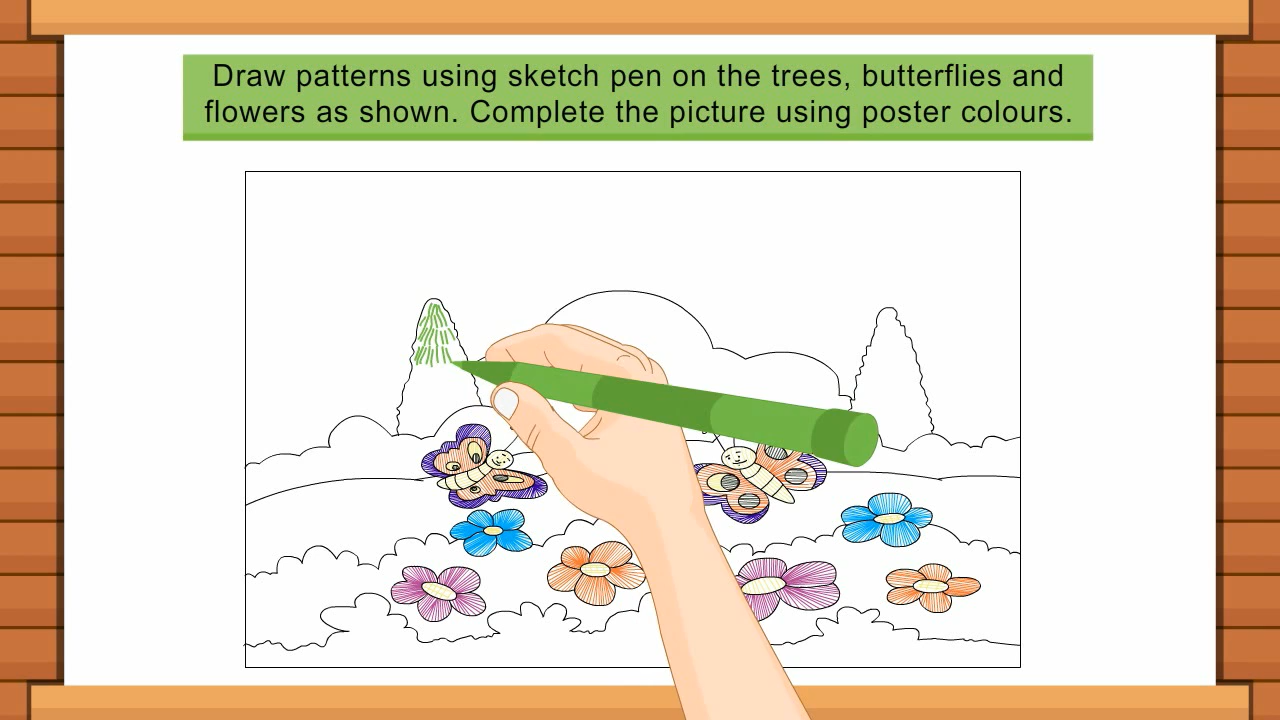 Draw patterns using sketch pen on the trees, butterflies and
flowers as shown. Complete the picture using poster colours.